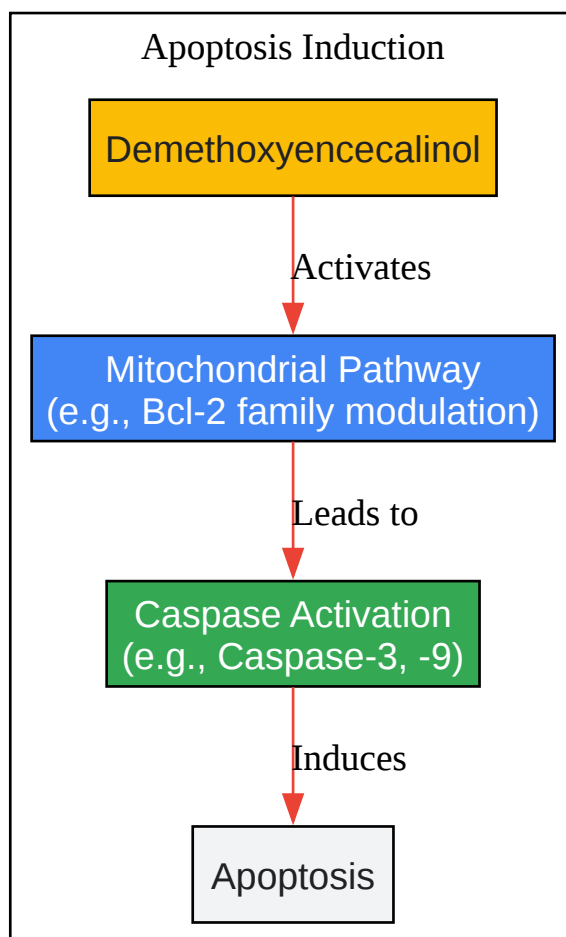 Apoptosis Induction
Demethoxyencecalinol
Activates
Mitochondrial Pathway
(e.g., Bcl-2 family modulation)
Leads to
Caspase Activation
(e.g., Caspase-3, -9)
Induces
Apoptosis